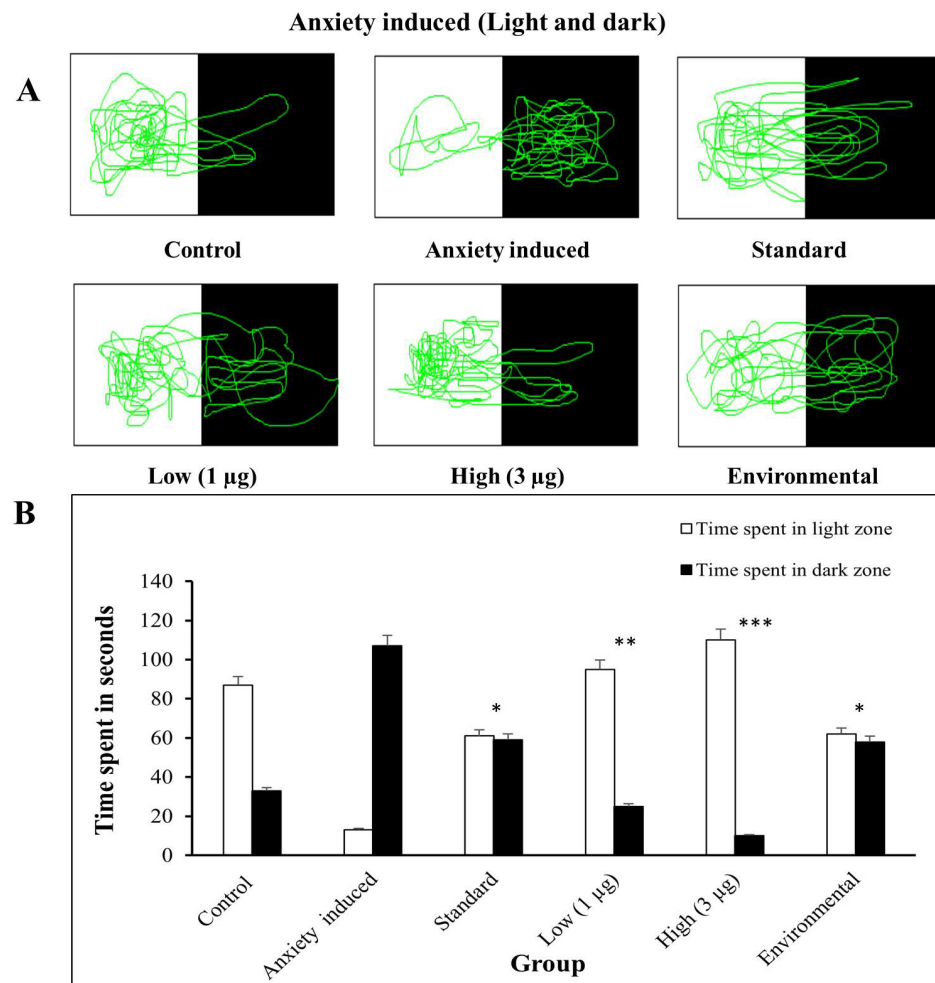 Anxiety induced (Light and dark)
A
Control
Anxiety induced
Standard
Low (1 µg)
High (3 µg)
Environmental
B
Time spent in light zone
Time spent in dark zone
140
120
100
80
60
40
20
0
Time spent in seconds
*
**
***
*
Control
Anxiety induced
Standard
Low (1 µg)
High (3 µg)
Environmental
Group